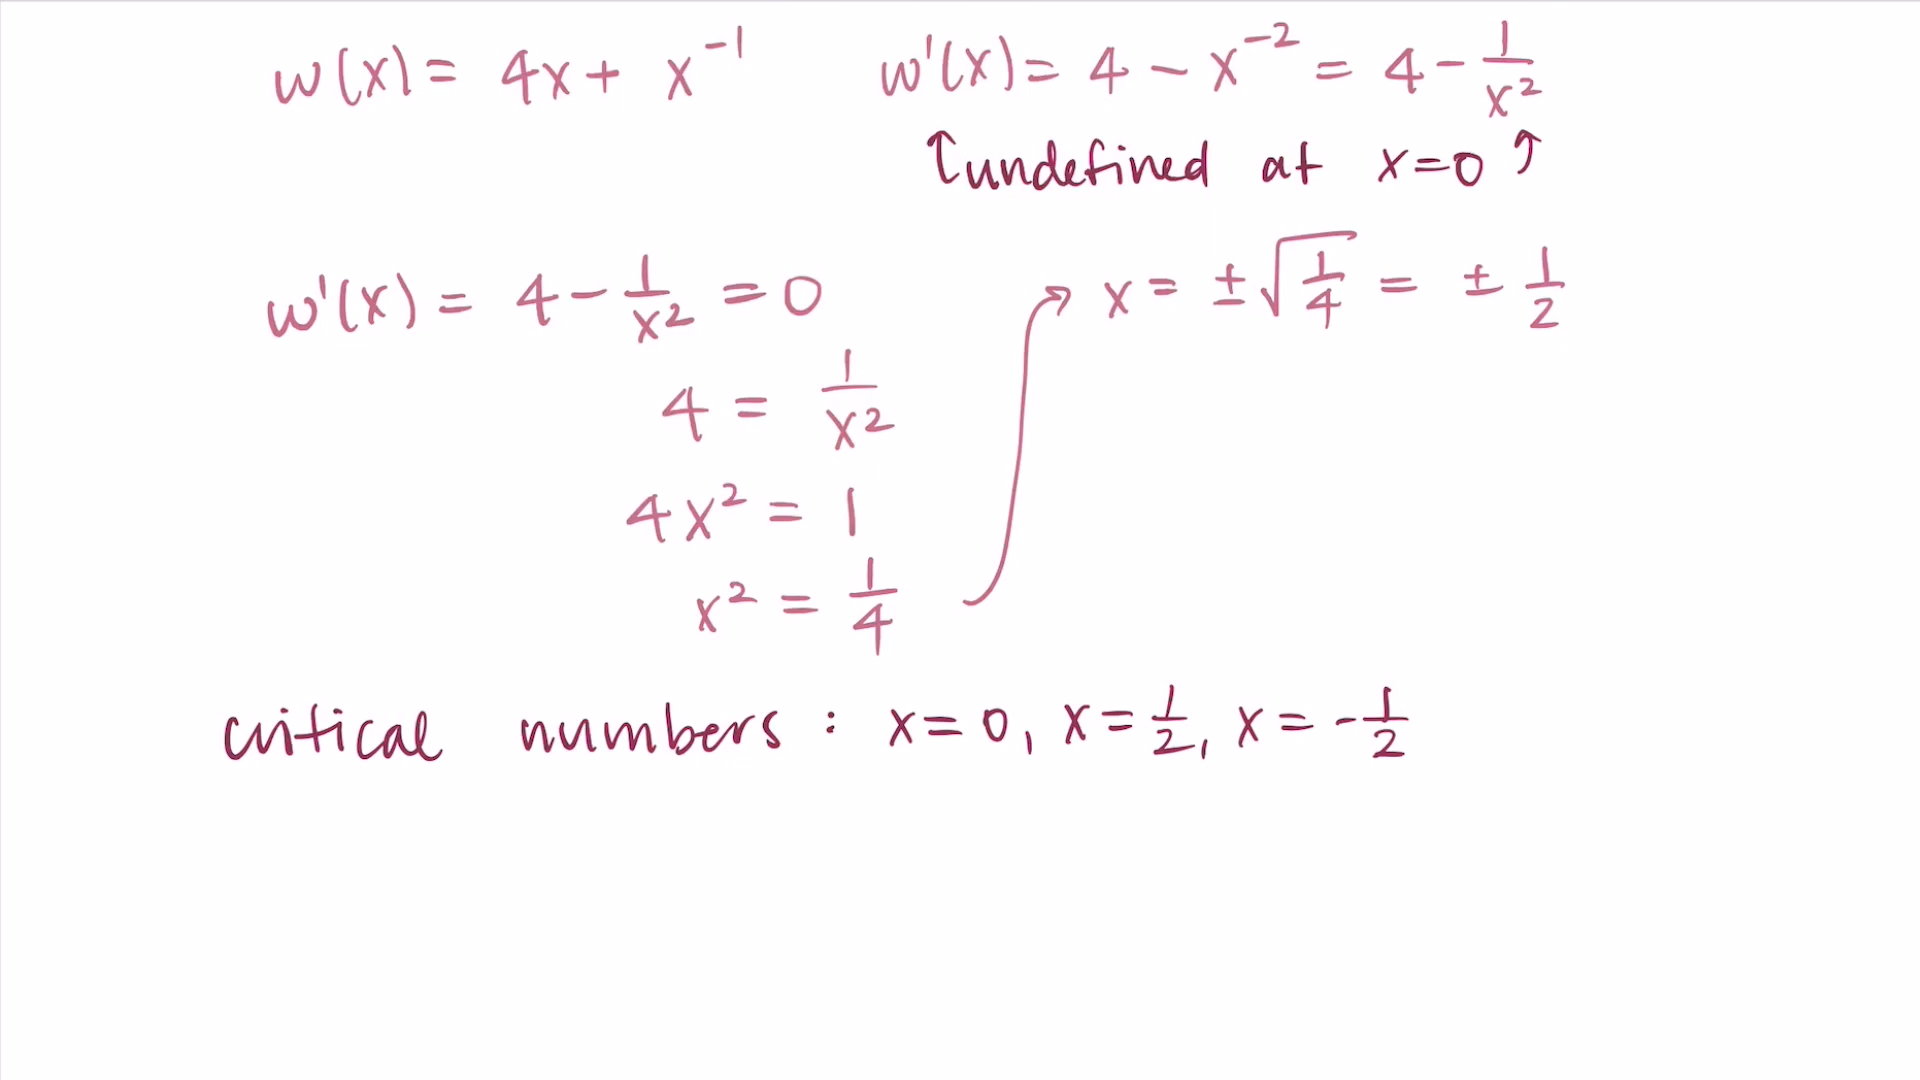 w(x) = 4x + x⁻¹
w'(x) = 4 - x⁻² = 4 - 1/x²
↑undefined at x=0 ↑
w'(x) = 4 - 1/x² = 0
4 = 1/x²
4x² = 1
x² = 1/4
x = ±√(1/4) = ± 1/2
critical numbers : x = 0, x = 1/2, x = -1/2